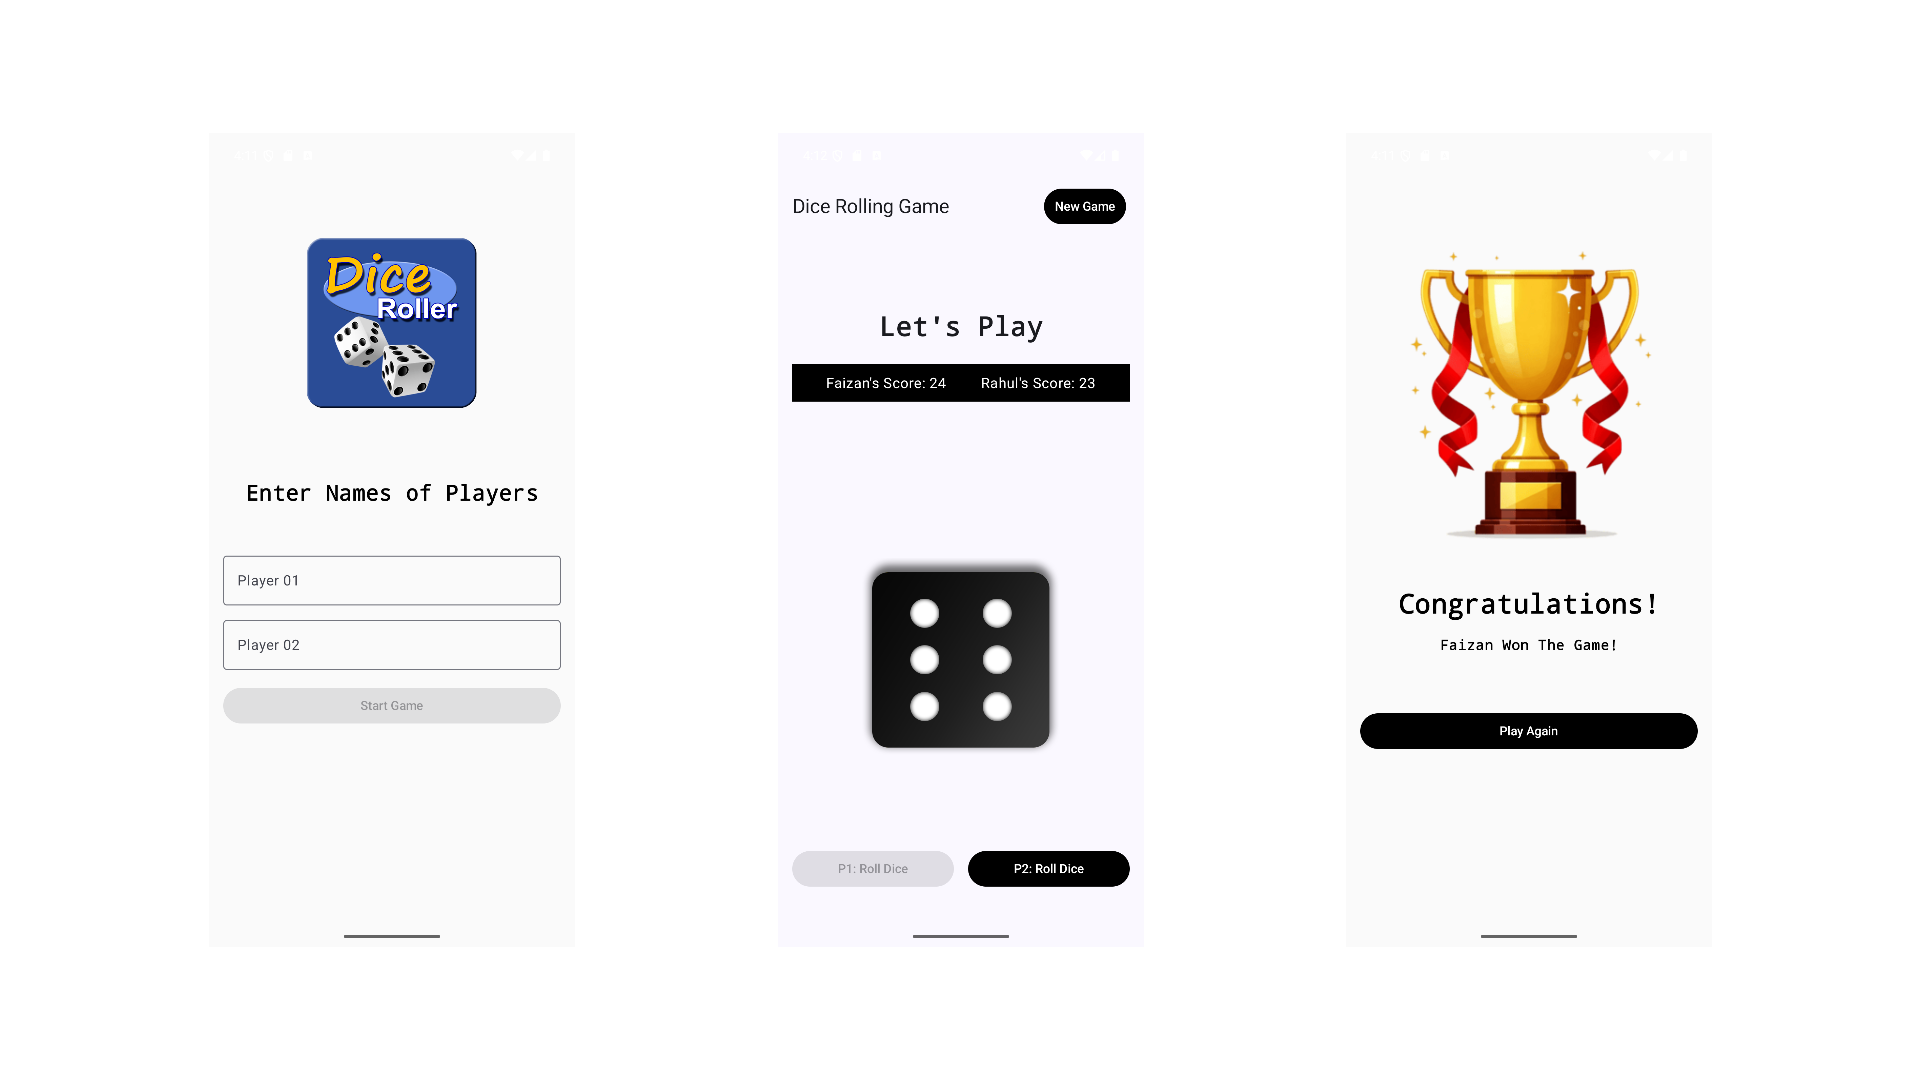 Dice
Roller
Enter Names of Players
Player 01
Player 02
Start Game
Dice Rolling Game
New Game
Let's Play
Faizan's Score: 24 Rahul's Score: 23
P1: Roll Dice P2: Roll Dice
Congratulations!
Faizan Won The Game!
Play Again